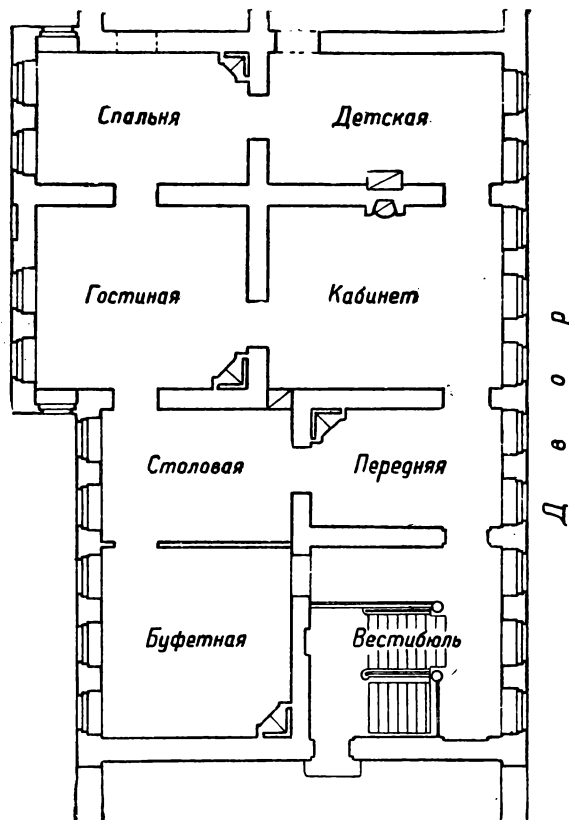 Спальня
Детская
Гостиная
Кабинет
Столовая
Передняя
Буфетная
Вестибюль
Двор